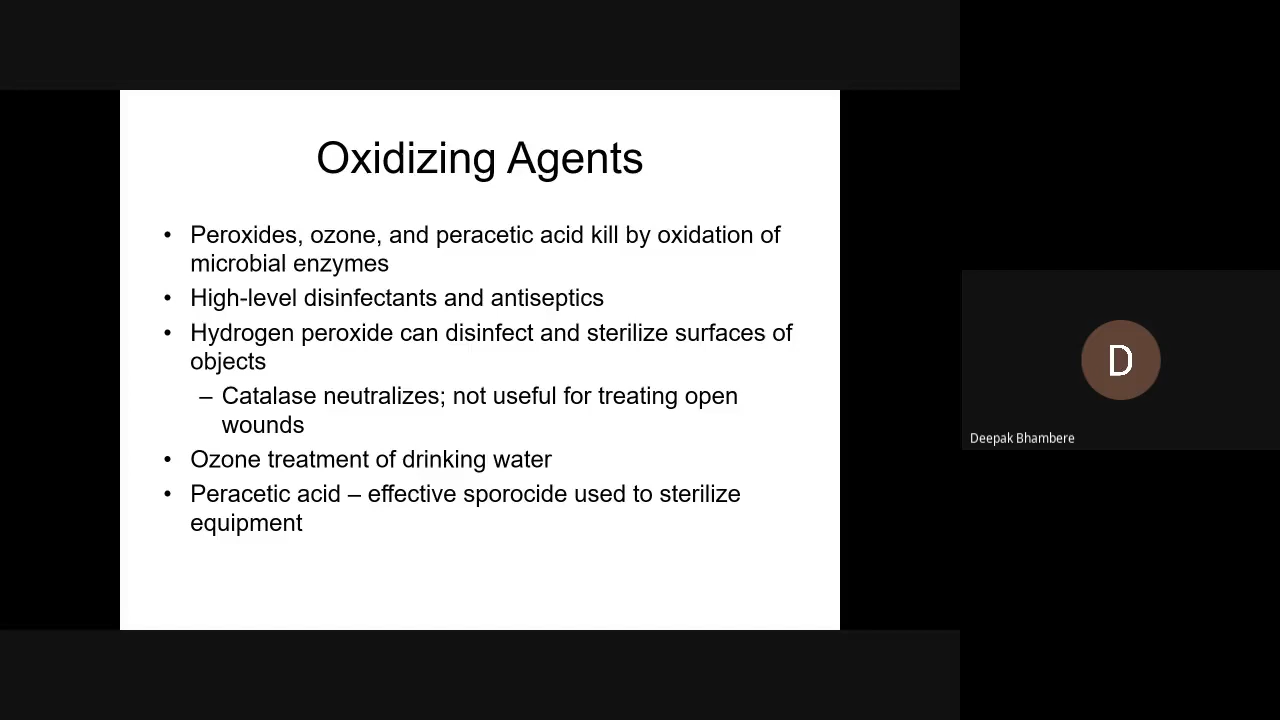 Oxidizing Agents
• Peroxides, ozone, and peracetic acid kill by oxidation of
microbial enzymes
• High-level disinfectants and antiseptics
• Hydrogen peroxide can disinfect and sterilize surfaces of
objects
– Catalase neutralizes; not useful for treating open
wounds
• Ozone treatment of drinking water
• Peracetic acid – effective sporocide used to sterilize
equipment
D
Deepak Bhambere